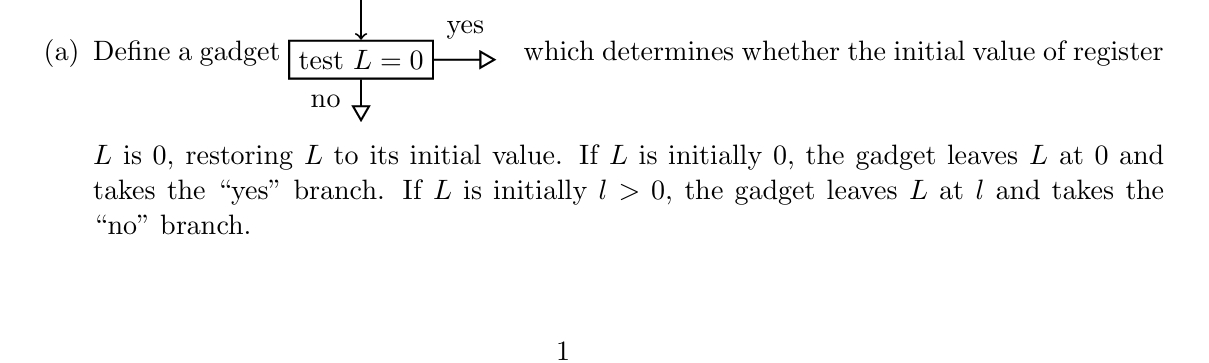 yes
(a) Define a gadget test L = 0 which determines whether the initial value of register
no
L is 0, restoring L to its initial value. If L is initially 0, the gadget leaves L at 0 and
takes the “yes” branch. If L is initially l > 0, the gadget leaves L at l and takes the
“no” branch.
1